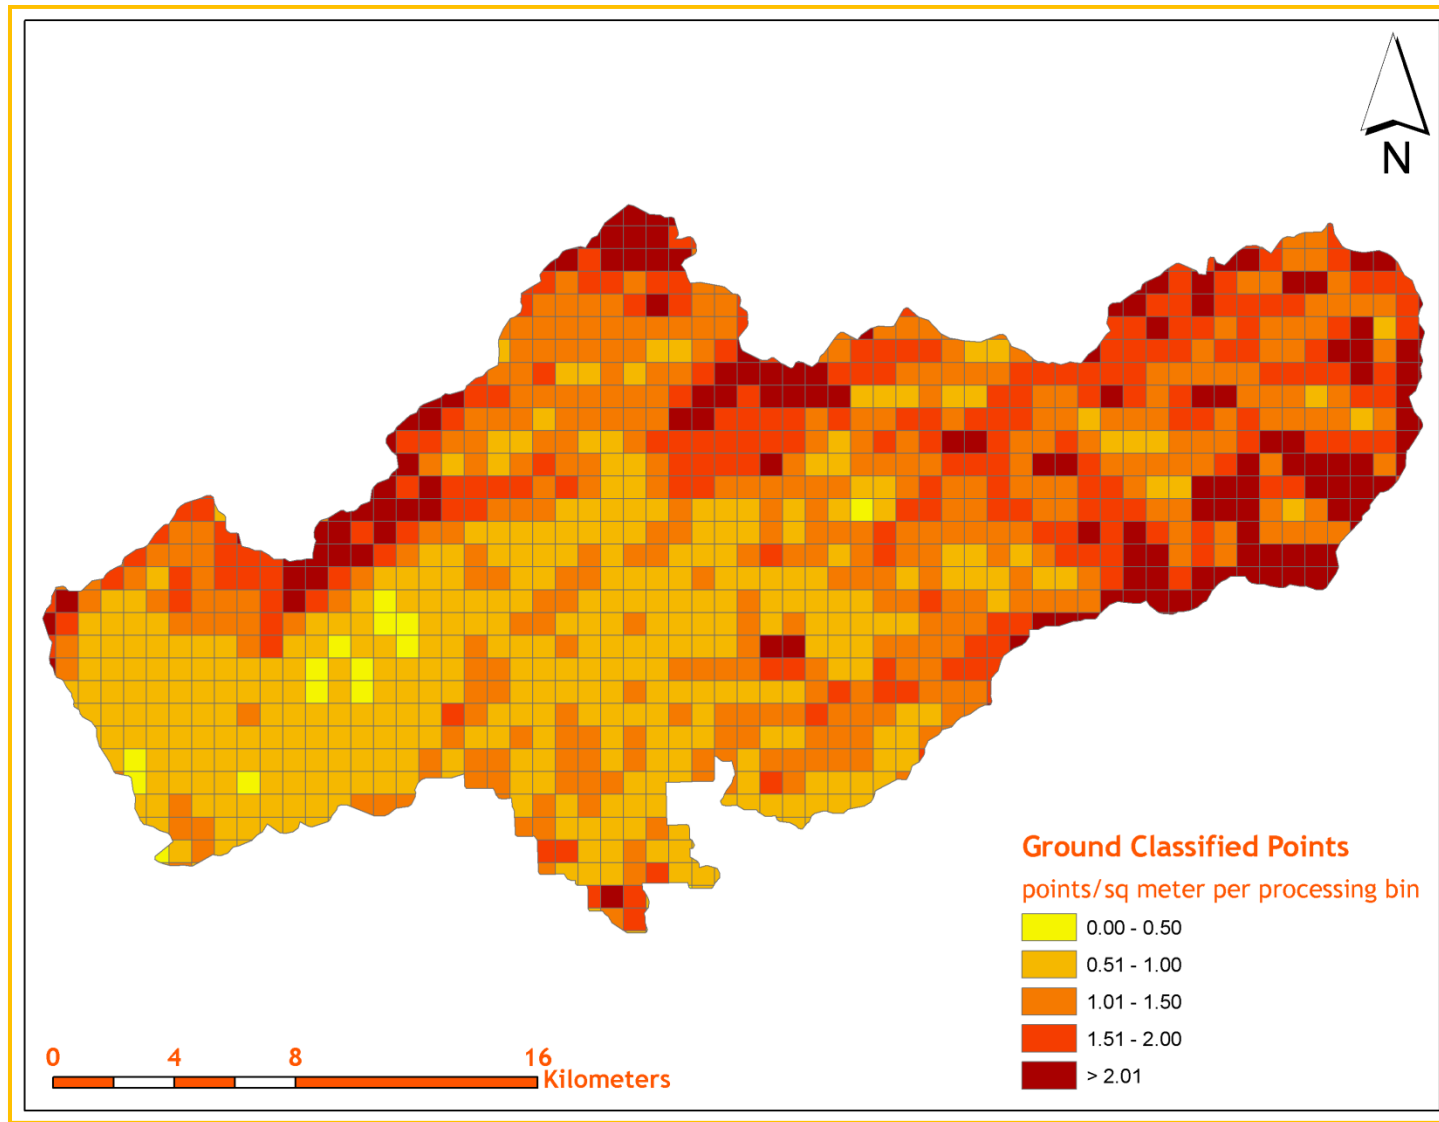 N
Ground Classified Points
points/sq meter per processing bin
0.00 - 0.50
0.51 - 1.00
1.01 - 1.50
1.51 - 2.00
> 2.01
0 4 8 16
Kilometers